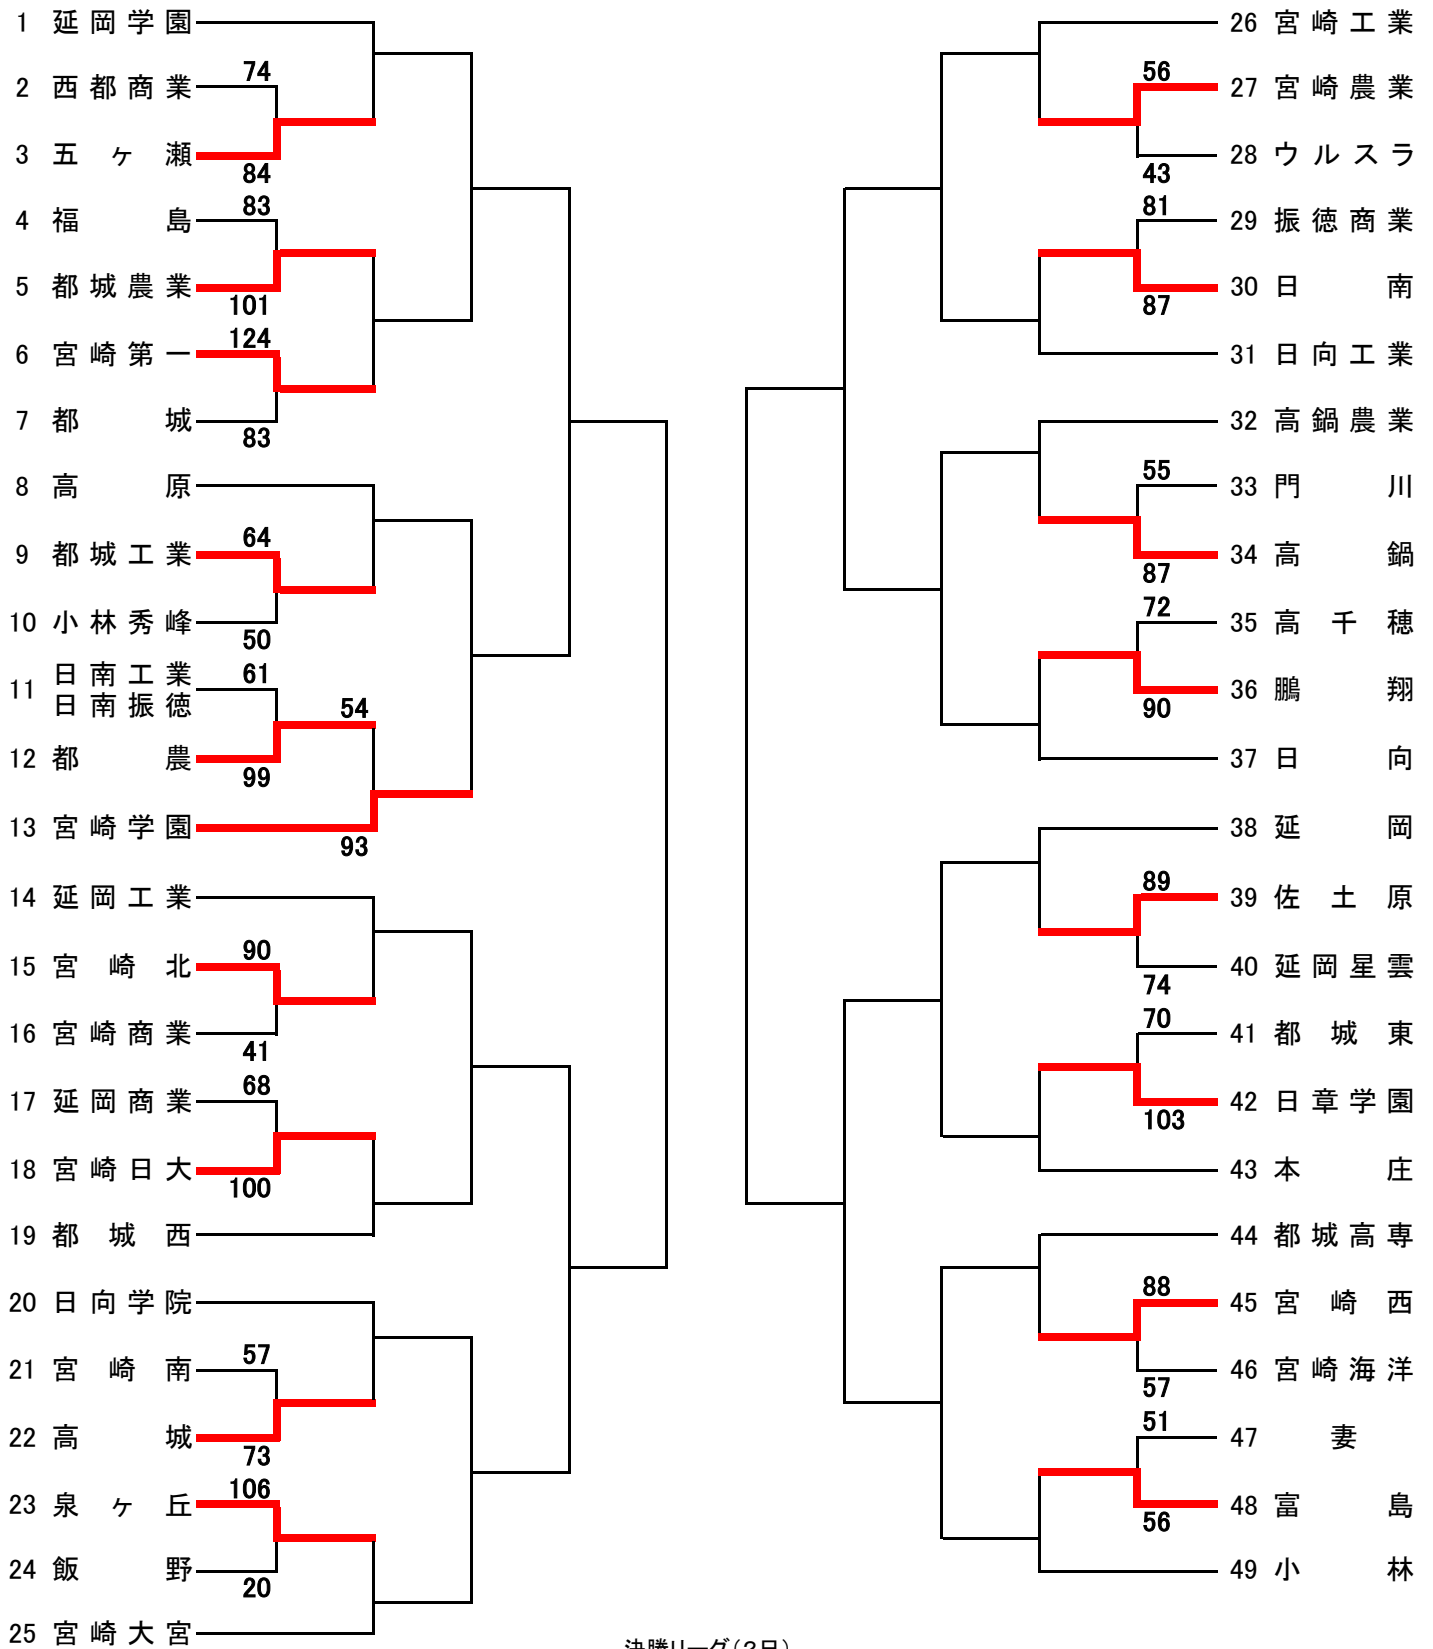 1 延岡学園
74
2 西都商業
3 五ヶ瀬
84
83
4 福島
5 都城農業
101
124
6 宮崎第一
7 都城
83
8 高原
64
9 都城工業
10 小林秀峰
50
61
11 日南工業
日南振徳
54
12 都農
99
13 宮崎学園
93
14 延岡工業
90
15 宮崎北
16 宮崎商業
41
68
17 延岡商業
18 宮崎日大
100
19 都城西
20 日向学院
57
21 宮崎南
22 高城
73
106
23 泉ヶ丘
24 飯野
20
25 宮崎大宮
26 宮崎工業
56
27 宮崎農業
28 ウルスラ
43
81
29 振徳商業
30 日南
87
31 日向工業
32 高鍋農業
55
33 門川
34 高鍋
87
72
35 高千穂
36 鵬翔
90
37 日向
38 延岡
89
39 佐土原
40 延岡星雲
74
70
41 都城東
42 日章学園
103
43 本庄
44 都城高専
88
45 宮崎西
46 宮崎海洋
57
51
47 妻
48 富島
56
49 小林